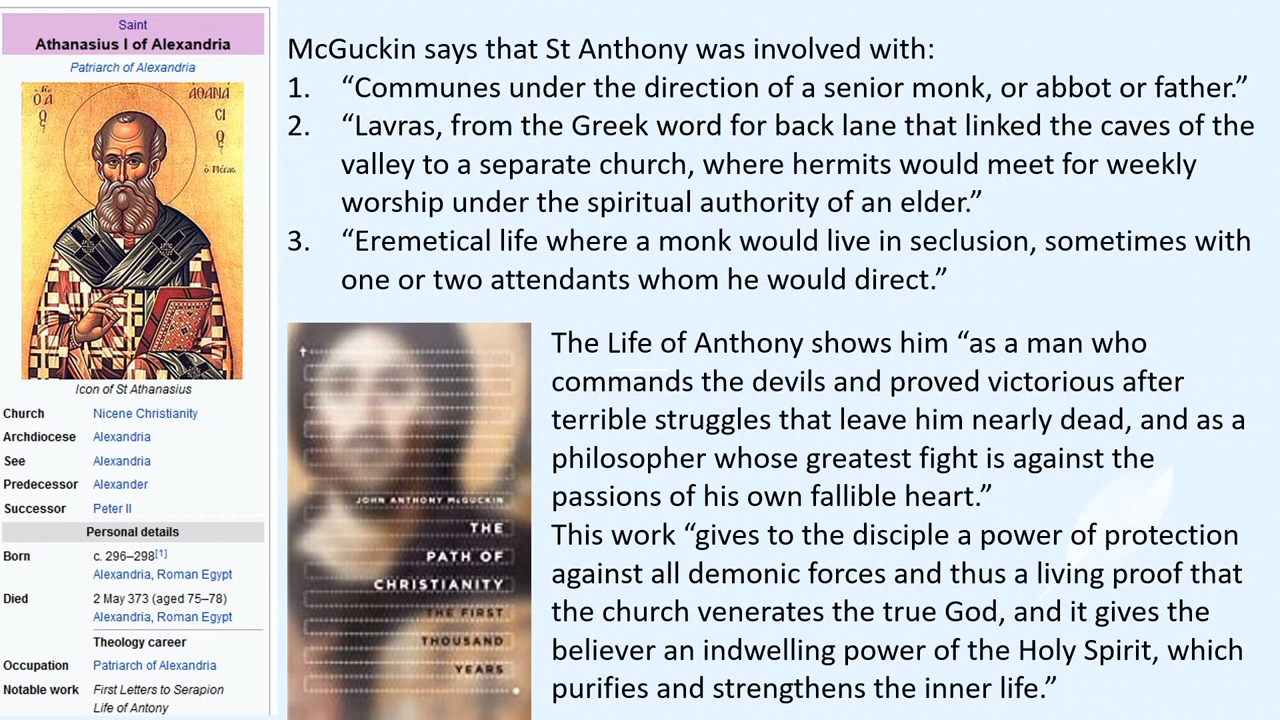 Saint
Athanasius I of Alexandria
Patriarch of Alexandria
ὁ Α
ΑΘΑΝΑ
CΙ
ὁ Μέγας
Icon of St Athanasius
Church Nicene Christianity
Archdiocese Alexandria
See Alexandria
Predecessor Alexander
Successor Peter II
Personal details
Born c. 296–298[1]
Alexandria, Roman Egypt
Died 2 May 373 (aged 75–78)
Alexandria, Roman Egypt
Theology career
Occupation Patriarch of Alexandria
Notable work First Letters to Serapion
Life of Antony
McGuckin says that St Anthony was involved with:
1. “Communes under the direction of a senior monk, or abbot or father.”
2. “Lavras, from the Greek word for back lane that linked the caves of the
valley to a separate church, where hermits would meet for weekly
worship under the spiritual authority of an elder.”
3. “Eremetical life where a monk would live in seclusion, sometimes with
one or two attendants whom he would direct.”
JOHN ANTHONY McGUCKIN
THE
PATH OF
CHRISTIANITY
THE FIRST
THOUSAND
YEARS
The Life of Anthony shows him “as a man who
commands the devils and proved victorious after
terrible struggles that leave him nearly dead, and as a
philosopher whose greatest fight is against the
passions of his own fallible heart.”
This work “gives to the disciple a power of protection
against all demonic forces and thus a living proof that
the church venerates the true God, and it gives the
believer an indwelling power of the Holy Spirit, which
purifies and strengthens the inner life.”